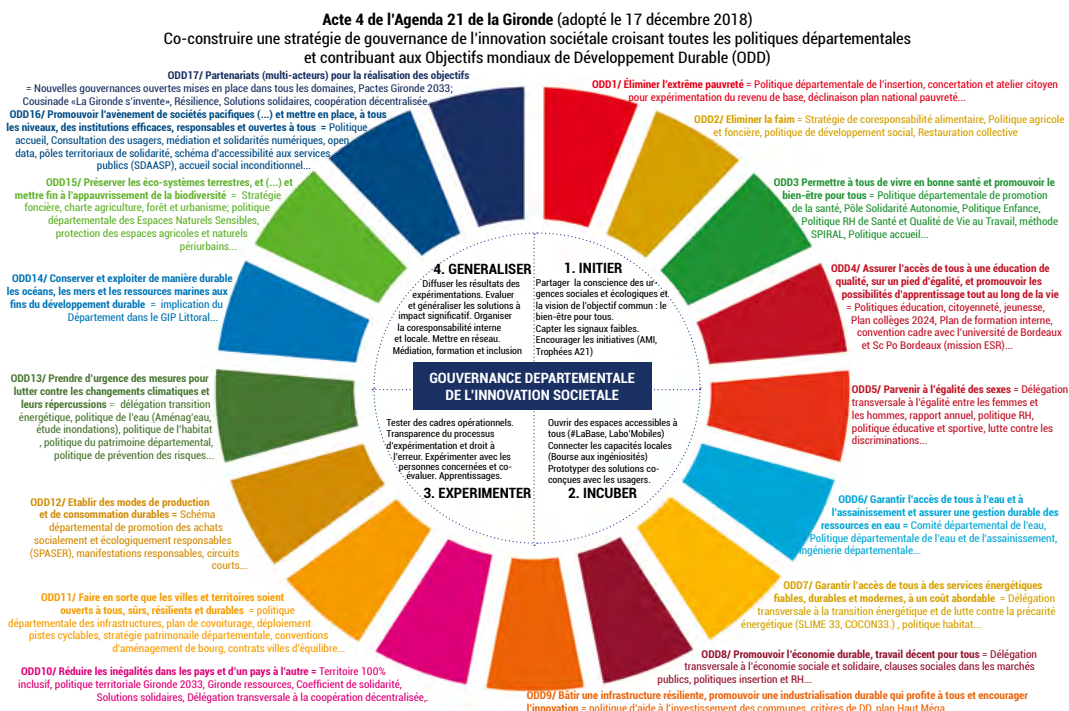 Acte 4 de l'Agenda 21 de la Gironde (adopté le 17 décembre 2018)
Co-construire une stratégie de gouvernance de l'innovation sociétale croisant toutes les politiques départementales
et contribuant aux Objectifs mondiaux de Développement Durable (ODD)
ODD17/ Partenariats (multi-acteurs) pour la réalisation des objectifs
= Nouvelles gouvernances ouvertes mises en place dans tous les domaines, Pactes Gironde 2033;
Cousinade «La Gironde s'invente», Résilience, Solutions solidaires, coopération décentralisée,
ODD16/ Promouvoir l'avènement de sociétés pacifiques (...) et mettre en place, à tous
les niveaux, des institutions efficaces, responsables et ouvertes à tous = Politique
accueil, Consultation des usagers, médiation et solidarités numériques, open
data, pôles territoriaux de solidarité, schéma d'accessibilité aux services
publics (SDAASP), accueil social inconditionnel...
ODD15/ Préserver les éco-systèmes terrestres, et (...) et
mettre fin à l'appauvrissement de la biodiversité = Stratégie
foncière, charte agriculture, forêt et urbanisme; politique
départementale des Espaces Naturels Sensibles,
protection des espaces agricoles et naturels
périurbains...
ODD14/ Conserver et exploiter de manière durable
les océans, les mers et les ressources marines aux
fins du développement durable = implication du
Département dans le GIP Littoral...
ODD13/ Prendre d'urgence des mesures pour
lutter contre les changements climatiques et
leurs répercussions = délégation transition
énergétique, politique de l'eau (Aménag'eau,
étude inondations), politique de l'habitat
, politique du patrimoine départemental,
politique de prévention des risques...
ODD12/ Etablir des modes de production
et de consommation durables = Schéma
départemental de promotion des achats
socialement et écologiquement responsables
(SPASER), manifestations responsables, circuits
courts...
ODD11/ Faire en sorte que les villes et territoires soient
ouverts à tous, sûrs, résilients et durables = politique
départementale des infrastructures, plan de covoiturage, déploiement
pistes cyclables, stratégie patrimonaile départementale, conventions
d'aménagement de bourg, contrats villes d'équilibre...
ODD10/ Réduire les inégalités dans les pays et d'un pays à l'autre = Territoire 100%
inclusif, politique territoriale Gironde 2033, Gironde ressources, Coefficient de solidarité,
Solutions solidaires, Délégation transversale à la coopération décentralisée,.
ODD1/ Éliminer l'extrême pauvreté = Politique départementale de l'insertion, concertation et atelier citoyen
pour expérimentation du revenu de base, déclinaison plan national pauvreté...
ODD2/ Eliminer la faim = Stratégie de coresponsabilité alimentaire, Politique agricole
et foncière, politique de développement social, Restauration collective
ODD3 Permettre à tous de vivre en bonne santé et promouvoir le
bien-être pour tous = Politique départementale de promotion
de la santé, Pôle Solidarité Autonomie, Politique Enfance,
Politique RH de Santé et Qualité de Vie au Travail, méthode
SPIRAL, Politique accueil...
ODD4/ Assurer l'accès de tous à une éducation de
qualité, sur un pied d'égalité, et promouvoir les
possibilités d'apprentissage tout au long de la vie
= Politiques éducation, citoyenneté, jeunesse,
Plan collèges 2024, Plan de formation interne,
convention cadre avec l'université de Bordeaux
et Sc Po Bordeaux (mission ESR)...
ODD5/ Parvenir à l'égalité des sexes = Délégation
transversale à l'égalité entre les femmes et
les hommes, rapport annuel, politique RH,
politique éducative et sportive, lutte contre les
discriminations...
ODD6/ Garantir l'accès de tous à l'eau et à
l'assainissement et assurer une gestion durable des
ressources en eau = Comité départemental de l'eau,
Politique départementale de l'eau et de l'assainissement,
ingénierie départementale...
ODD7/ Garantir l'accès de tous à des services énergétiques
fiables, durables et modernes, à un coût abordable = Délégation
transversale à la transition énergétique et de lutte contre la précarité
énergétique (SLIME 33, COCON33.) , politique habitat...
ODD8/ Promouvoir l'économie durable, travail décent pour tous = Délégation
transversale à l'économie sociale et solidaire, clauses sociales dans les marchés
publics, politiques insertion et RH...
ODD9/ Bâtir une infrastructure résiliente, promouvoir une industrialisation durable qui profite à tous et encourager
l'innovation = politique d'aide à l'investissement des communes, critères de DD, plan Haut Méga
4. GENERALISER
Diffuser les résultats des
expérimentations. Evaluer
et généraliser les solutions à
impact significatif. Organiser
la coresponsabilité interne
et locale. Mettre en réseau.
Médiation, formation et inclusion
1. INITIER
Partager la conscience des ur-
gences sociales et écologiques et
la vision de l'objectif commun : le
bien-être pour tous.
Capter les signaux faibles.
Encourager les initiatives (AMI,
Trophées A21)
GOUVERNANCE DEPARTEMENTALE
DE L'INNOVATION SOCIETALE
Tester des cadres opérationnels.
Transparence du processus
d'expérimentation et droit à
l'erreur. Expérimenter avec les
personnes concernées et co-
évaluer. Apprentissages.
3. EXPERIMENTER
Ouvrir des espaces accessibles à
tous (#LaBase, Labo'Mobiles)
Connecter les capacités locales
(Bourse aux ingéniosités)
Prototyper des solutions co-
conçues avec les usagers.
2. INCUBER